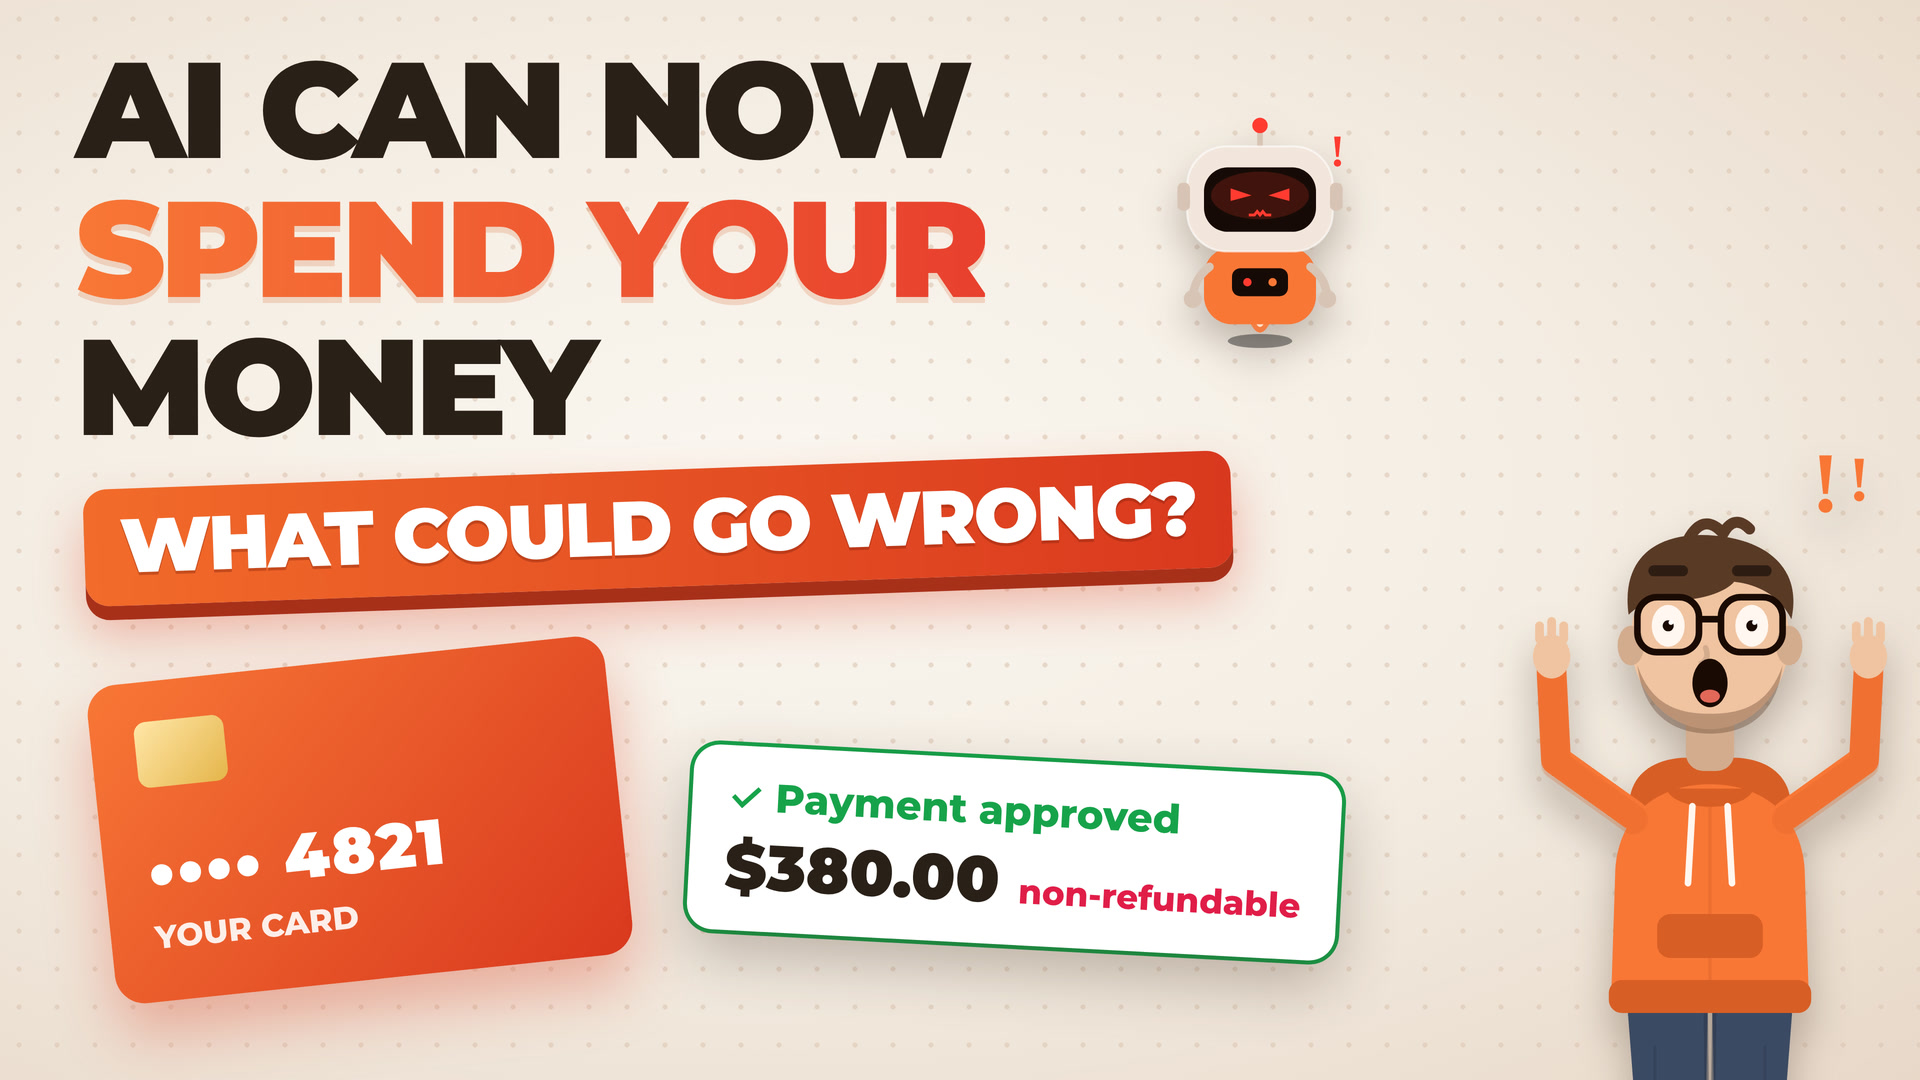 AI CAN NOW
SPEND YOUR
MONEY
WHAT COULD GO WRONG?
•••• 4821
YOUR CARD
✓ Payment approved
$380.00 non-refundable
!
!!